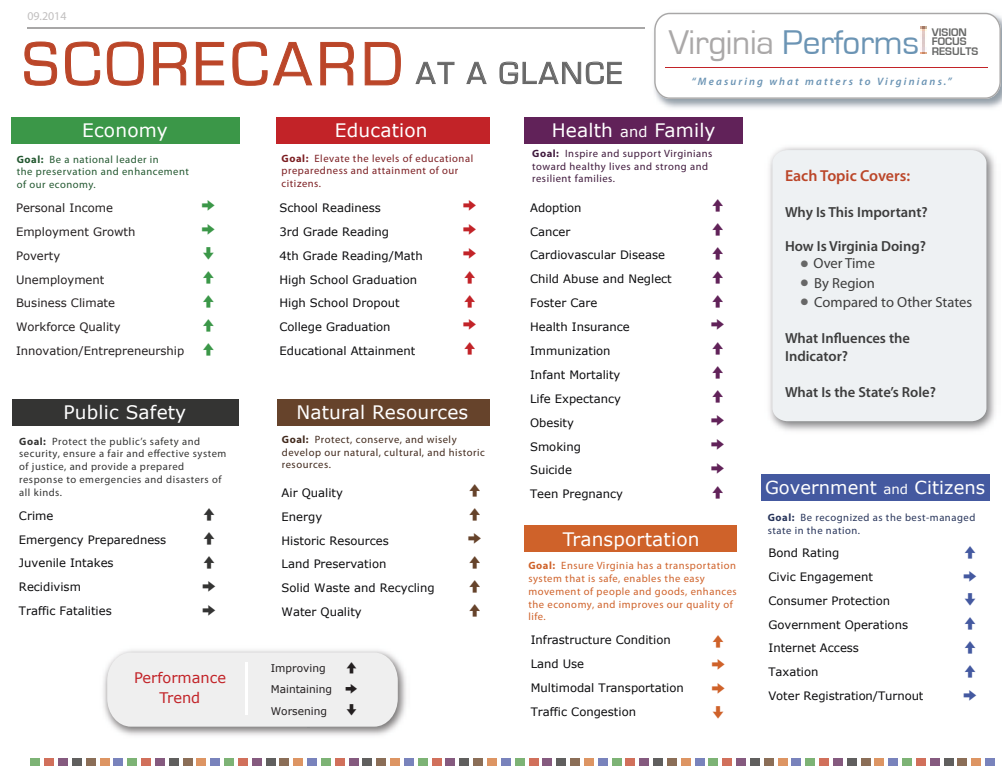 09.2014
SCORECARD AT A GLANCE
Virginia Performs
VISION
FOCUS
RESULTS
"Measuring what matters to Virginians."
Economy
Goal: Be a national leader in
the preservation and enhancement
of our economy.
Personal Income
Employment Growth
Poverty
Unemployment
Business Climate
Workforce Quality
Innovation/Entrepreneurship
Education
Goal: Elevate the levels of educational
preparedness and attainment of our
citizens.
School Readiness
3rd Grade Reading
4th Grade Reading/Math
High School Graduation
High School Dropout
College Graduation
Educational Attainment
Health and Family
Goal: Inspire and support Virginians
toward healthy lives and strong and
resilient families.
Adoption
Cancer
Cardiovascular Disease
Child Abuse and Neglect
Foster Care
Health Insurance
Immunization
Infant Mortality
Life Expectancy
Obesity
Smoking
Suicide
Teen Pregnancy
Each Topic Covers:
Why Is This Important?
How Is Virginia Doing?
• Over Time
• By Region
• Compared to Other States
What Influences the
Indicator?
What Is the State's Role?
Public Safety
Goal: Protect the public's safety and
security, ensure a fair and effective system
of justice, and provide a prepared
response to emergencies and disasters of
all kinds.
Crime
Emergency Preparedness
Juvenile Intakes
Recidivism
Traffic Fatalities
Natural Resources
Goal: Protect, conserve, and wisely
develop our natural, cultural, and historic
resources.
Air Quality
Energy
Historic Resources
Land Preservation
Solid Waste and Recycling
Water Quality
Transportation
Goal: Ensure Virginia has a transportation
system that is safe, enables the easy
movement of people and goods, enhances
the economy, and improves our quality of
life.
Infrastructure Condition
Land Use
Multimodal Transportation
Traffic Congestion
Government and Citizens
Goal: Be recognized as the best-managed
state in the nation.
Bond Rating
Civic Engagement
Consumer Protection
Government Operations
Internet Access
Taxation
Voter Registration/Turnout
Performance
Trend
Improving
Maintaining
Worsening